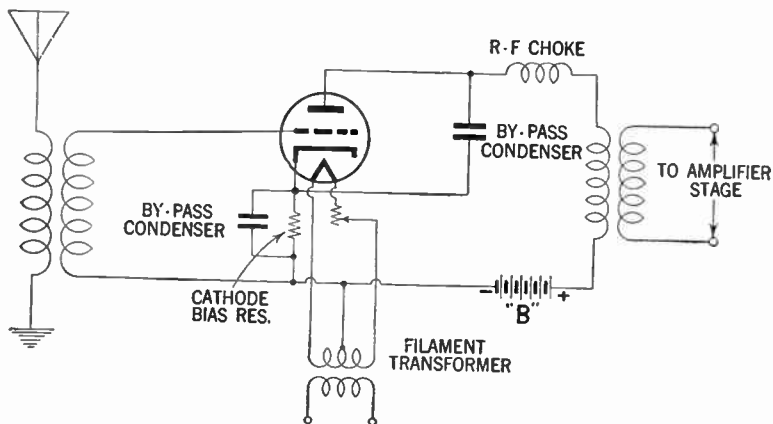 R-F CHOKE
BY-PASS
CONDENSER
TO AMPLIFIER
STAGE
BY-PASS
CONDENSER
CATHODE
BIAS RES.
- +
"B"
FILAMENT
TRANSFORMER